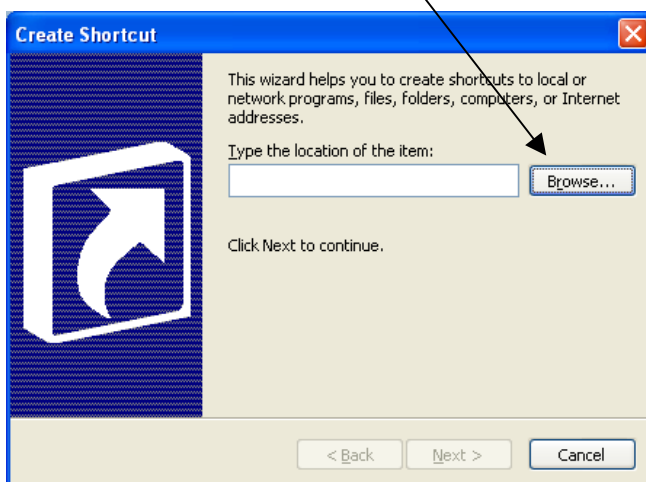 Create Shortcut
This wizard helps you to create shortcuts to local or
network programs, files, folders, computers, or Internet
addresses.
Type the location of the item:
Browse...
Click Next to continue.
< Back Next > Cancel